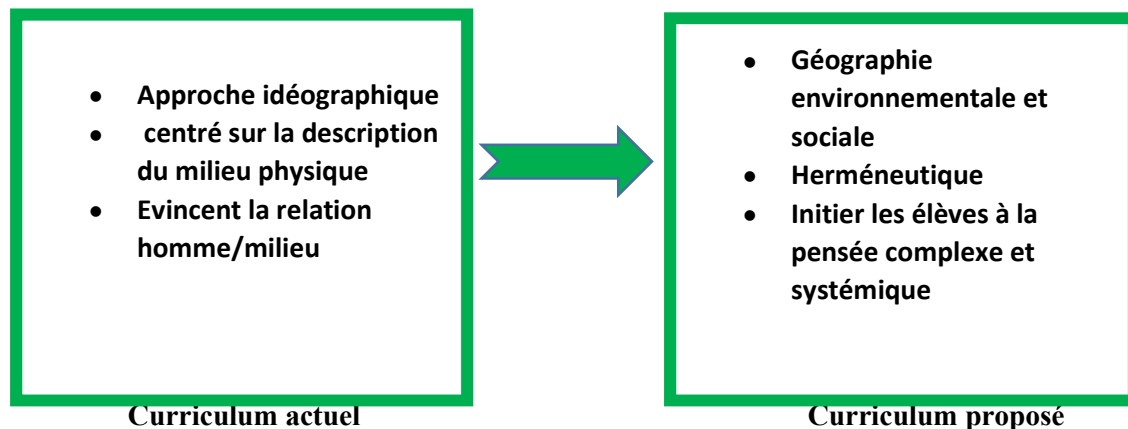 • Approche idéographique
• centré sur la description
du milieu physique
• Evincent la relation
homme/milieu
Curriculum actuel
• Géographie
environnementale et
sociale
• Herméneutique
• Initier les élèves à la
pensée complexe et
systémique
Curriculum proposé